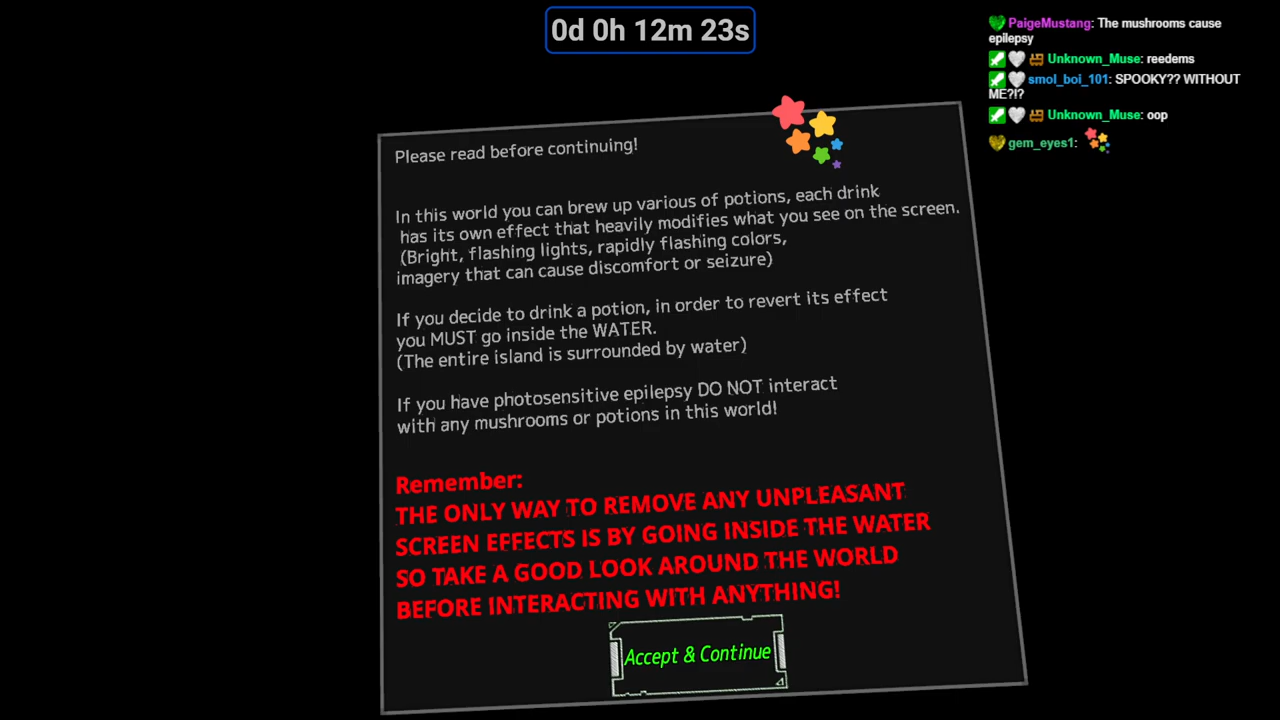 0d 0h 12m 23s
PaigeMustang: The mushrooms cause
epilepsy
Unknown_Muse: reedems
smol_boi_101: SPOOKY?? WITHOUT
ME?!?
Unknown_Muse: oop
gem_eyes1:
Please read before continuing!
In this world you can brew up various of potions, each drink
has its own effect that heavily modifies what you see on the screen.
(Bright, flashing lights, rapidly flashing colors,
imagery that can cause discomfort or seizure)
If you decide to drink a potion, in order to revert its effect
you MUST go inside the WATER.
(The entire island is surrounded by water)
If you have photosensitive epilepsy DO NOT interact
with any mushrooms or potions in this world!
Remember:
THE ONLY WAY TO REMOVE ANY UNPLEASANT
SCREEN EFFECTS IS BY GOING INSIDE THE WATER
SO TAKE A GOOD LOOK AROUND THE WORLD
BEFORE INTERACTING WITH ANYTHING!
Accept & Continue